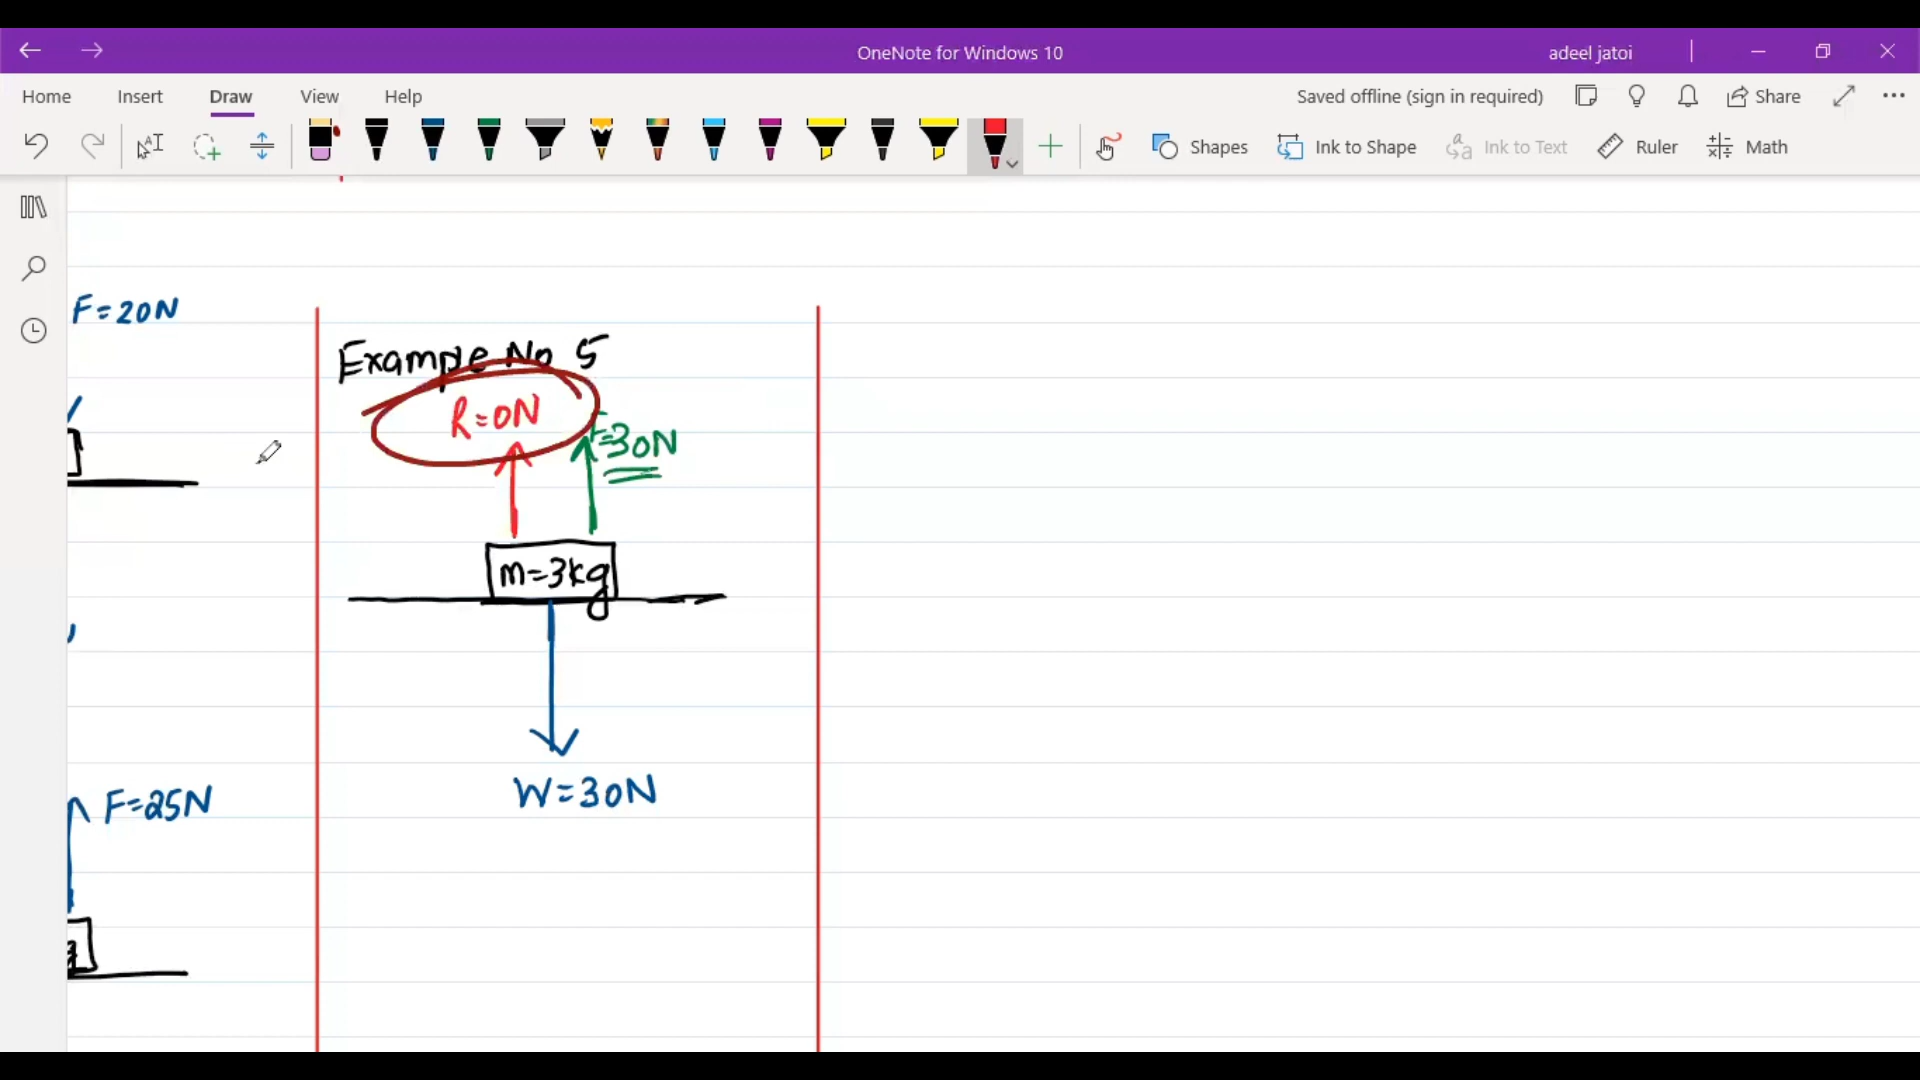 OneNote for Windows 10
adeel jatoi
Home Insert Draw View Help
Saved offline (sign in required)
Share
Shapes
Ink to Shape
Ink to Text
Ruler
Math
F=20N
Example No 5
R=0N
F=30N
m=3kg
W=30N
F=25N